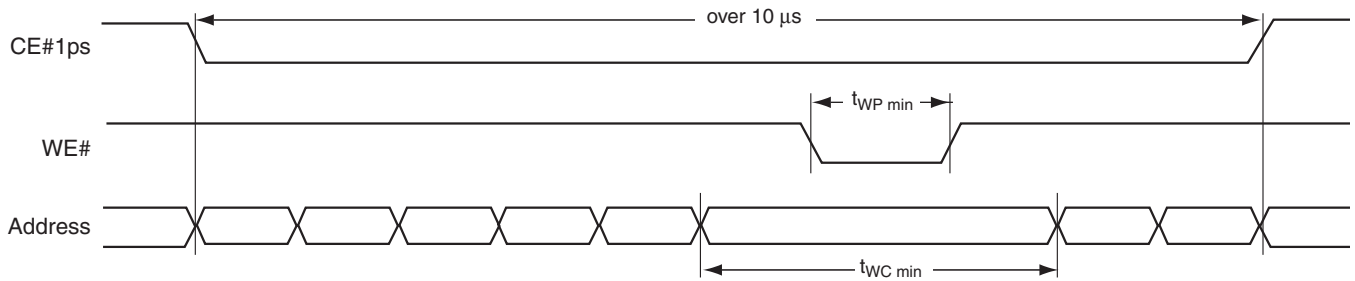 over 10 μs
CE#1ps
tWP min
WE#
Address
tWC min